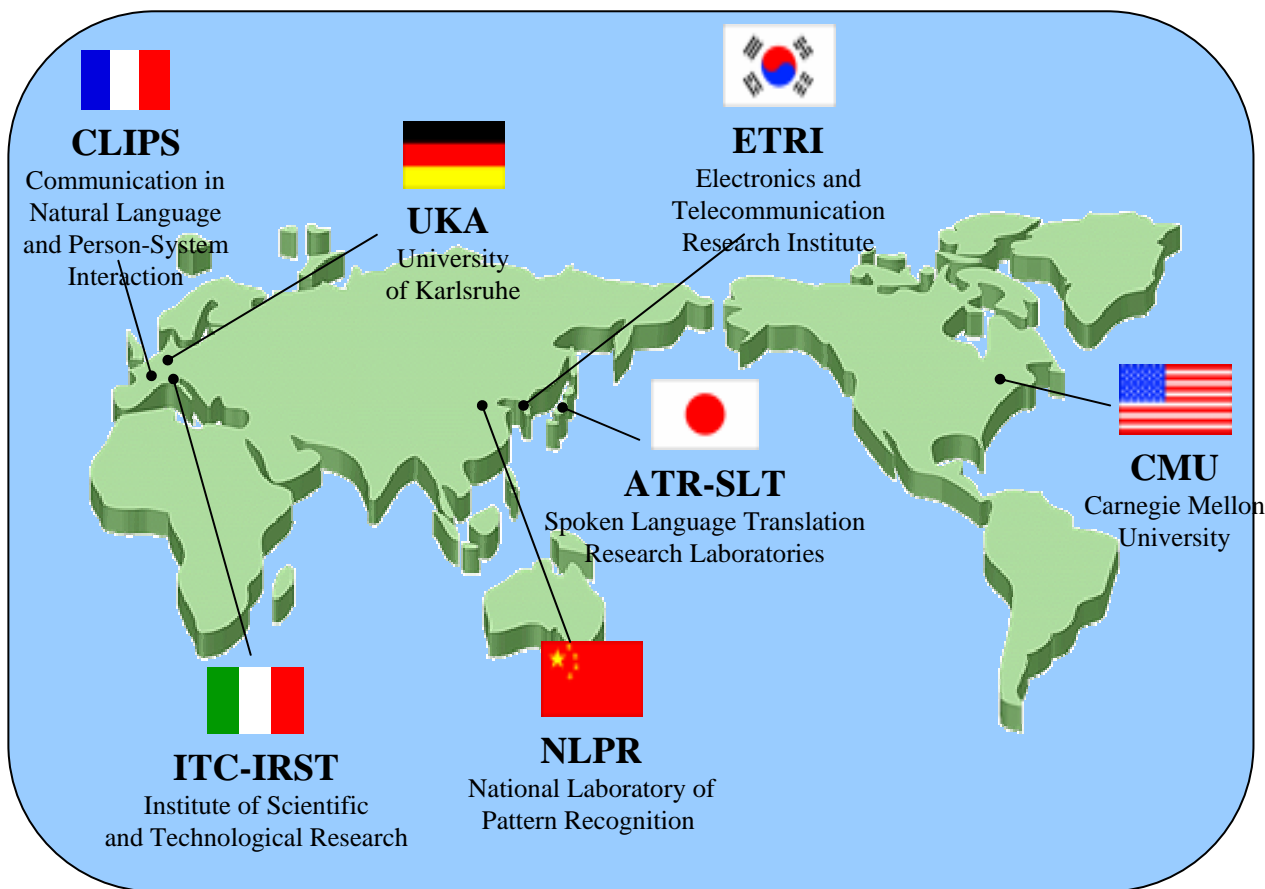 CLIPS
Communication in
Natural Language
and Person-System
Interaction
UKA
University
of Karlsruhe
ETRI
Electronics and
Telecommunication
Research Institute
ATR-SLT
Spoken Language Translation
Research Laboratories
CMU
Carnegie Mellon
University
ITC-IRST
Institute of Scientific
and Technological Research
NLPR
National Laboratory of
Pattern Recognition